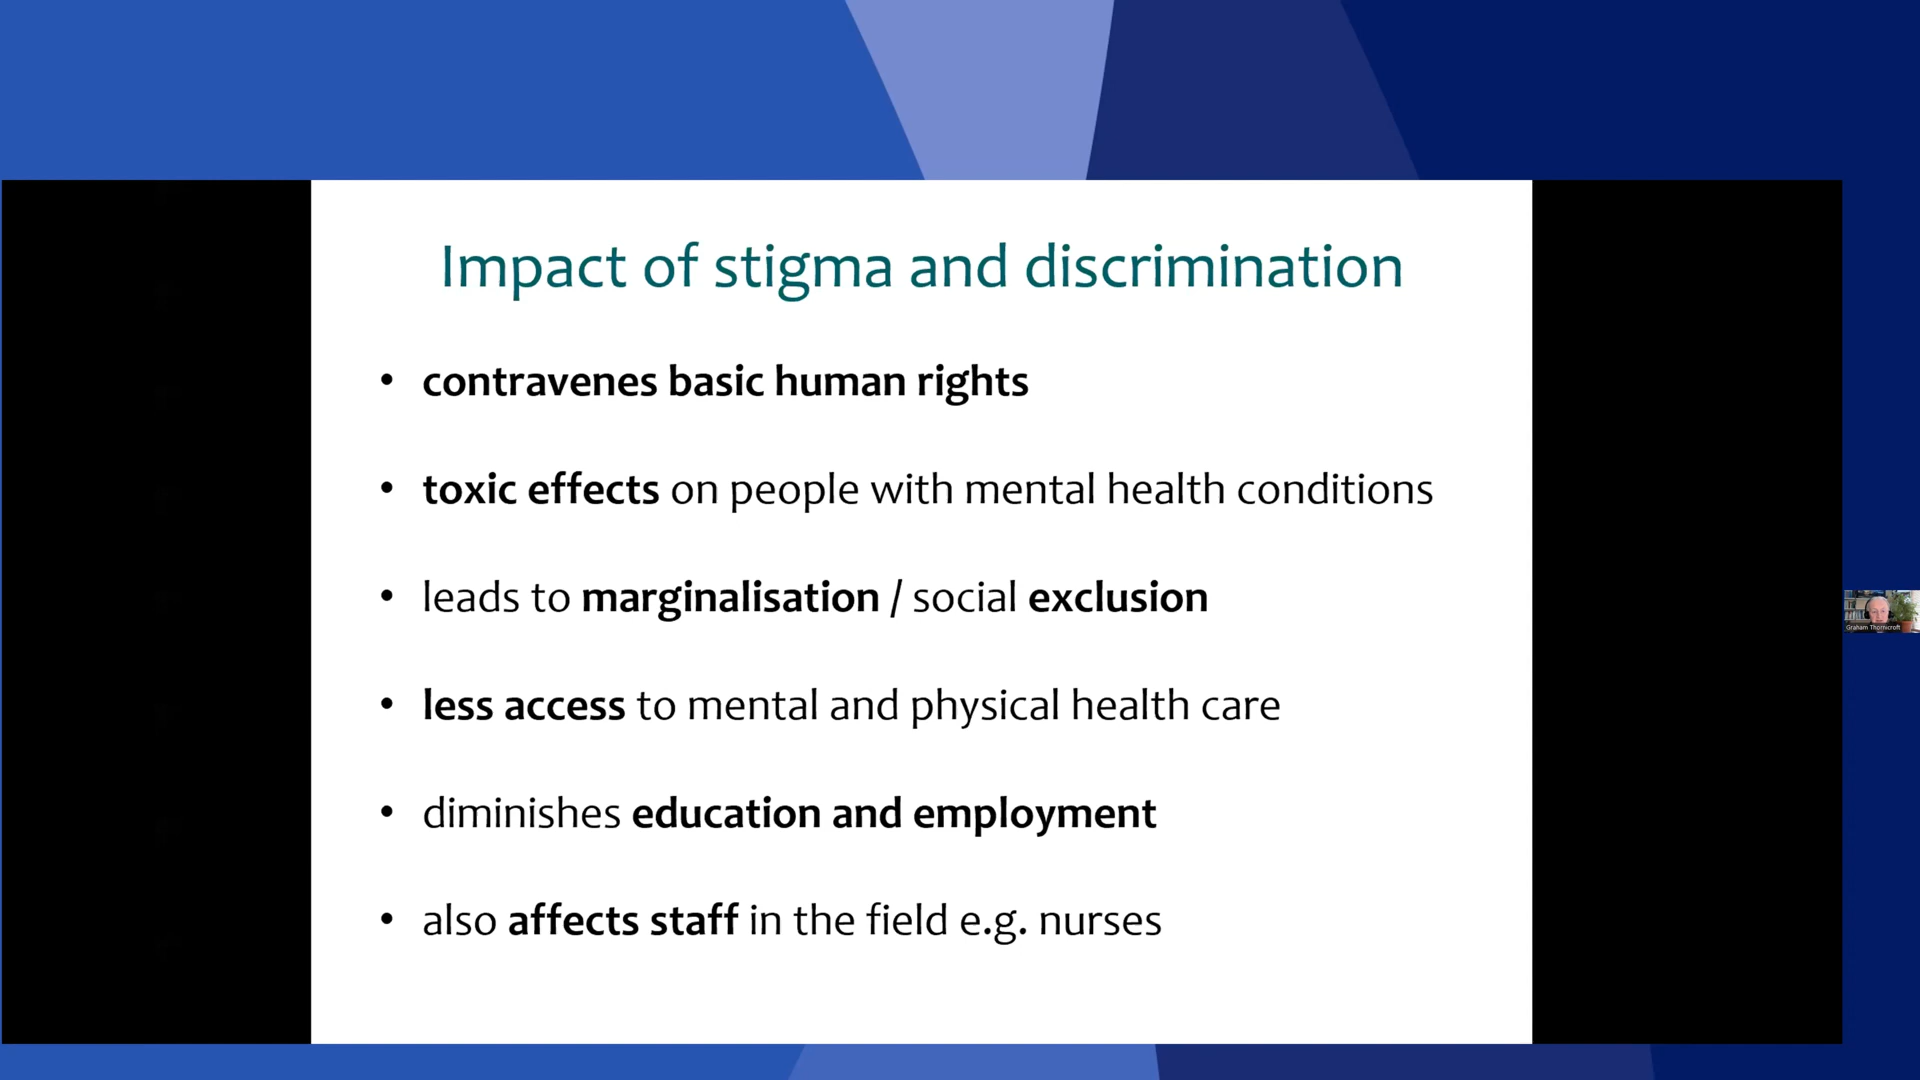 Impact of stigma and discrimination
• contravenes basic human rights
• toxic effects on people with mental health conditions
• leads to marginalisation / social exclusion
• less access to mental and physical health care
• diminishes education and employment
• also affects staff in the field e.g. nurses
Graham Thornicroft